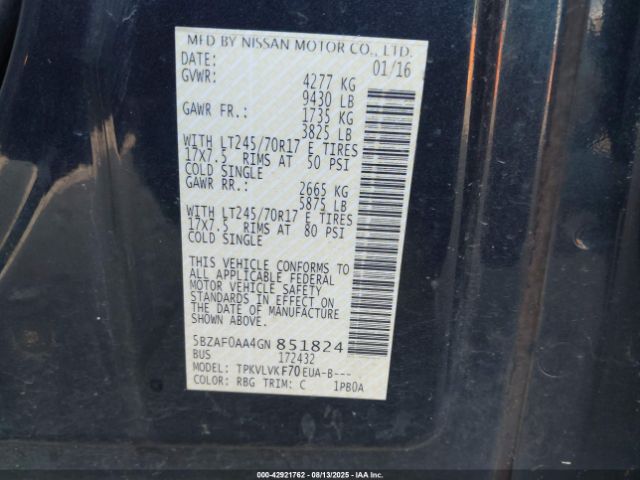 MFD BY NISSAN MOTOR CO., LTD.
DATE: 01/16
GVWR: 4277 KG
9430 LB
GAWR FR.: 1735 KG
3825 LB
WITH LT245/70R17 E TIRES
17X7.5 RIMS AT 50 PSI
COLD SINGLE
GAWR RR.: 2665 KG
5875 LB
WITH LT245/70R17 E TIRES
17X7.5 RIMS AT 80 PSI
COLD SINGLE
THIS VEHICLE CONFORMS TO
ALL APPLICABLE FEDERAL
MOTOR VEHICLE SAFETY
STANDARDS IN EFFECT ON
THE DATE OF MANUFACTURE
SHOWN ABOVE.
5BZAF0AA4GN 851824
BUS 172432
MODEL: TPKVLVKF70EUA-B---
COLOR: RBG TRIM: C 1PB0A
000-42921762 - 08/13/2025 - IAA Inc.